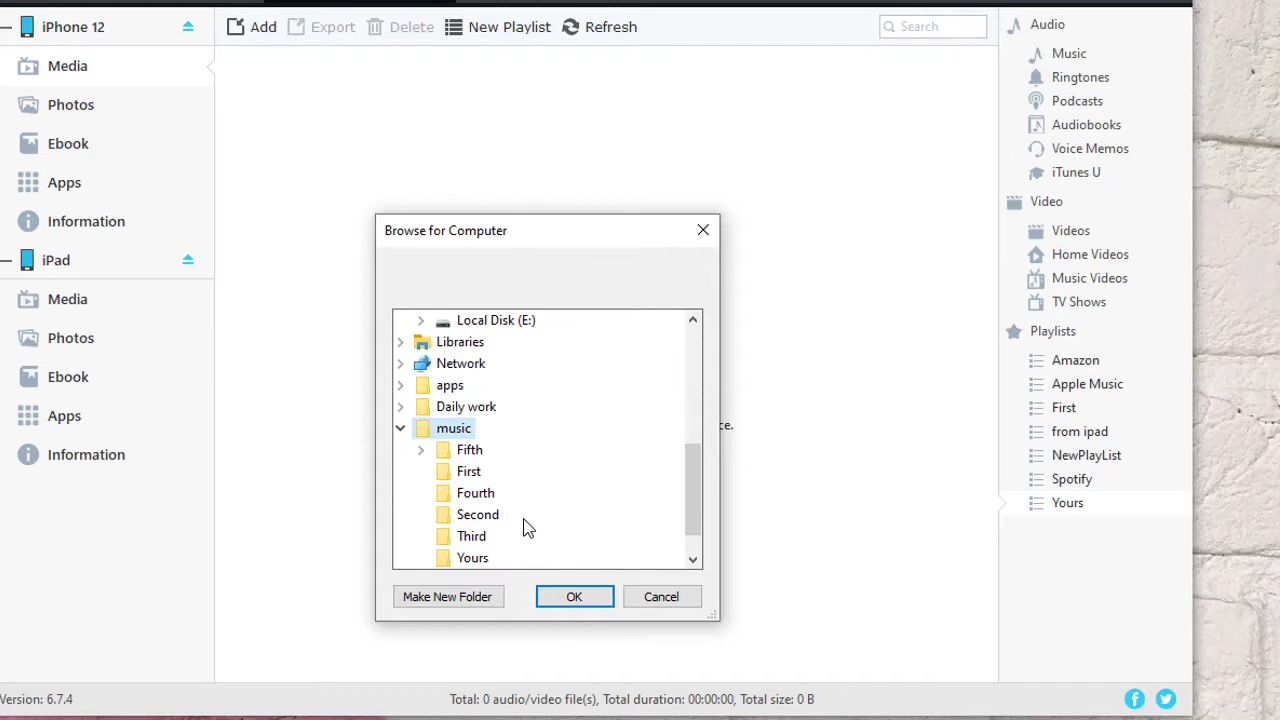 iPhone 12
Media
Photos
Ebook
Apps
Information
iPad
Media
Photos
Ebook
Apps
Information
Version: 6.7.4
Add Export Delete New Playlist Refresh Search
Browse for Computer
Local Disk (E:)
Libraries
Network
apps
Daily work
music
Fifth
First
Fourth
Second
Third
Yours
Make New Folder OK Cancel
ce.
Total: 0 audio/video file(s), Total duration: 00:00:00, Total size: 0 B
Audio
Music
Ringtones
Podcasts
Audiobooks
Voice Memos
iTunes U
Video
Videos
Home Videos
Music Videos
TV Shows
Playlists
Amazon
Apple Music
First
from ipad
NewPlayList
Spotify
Yours